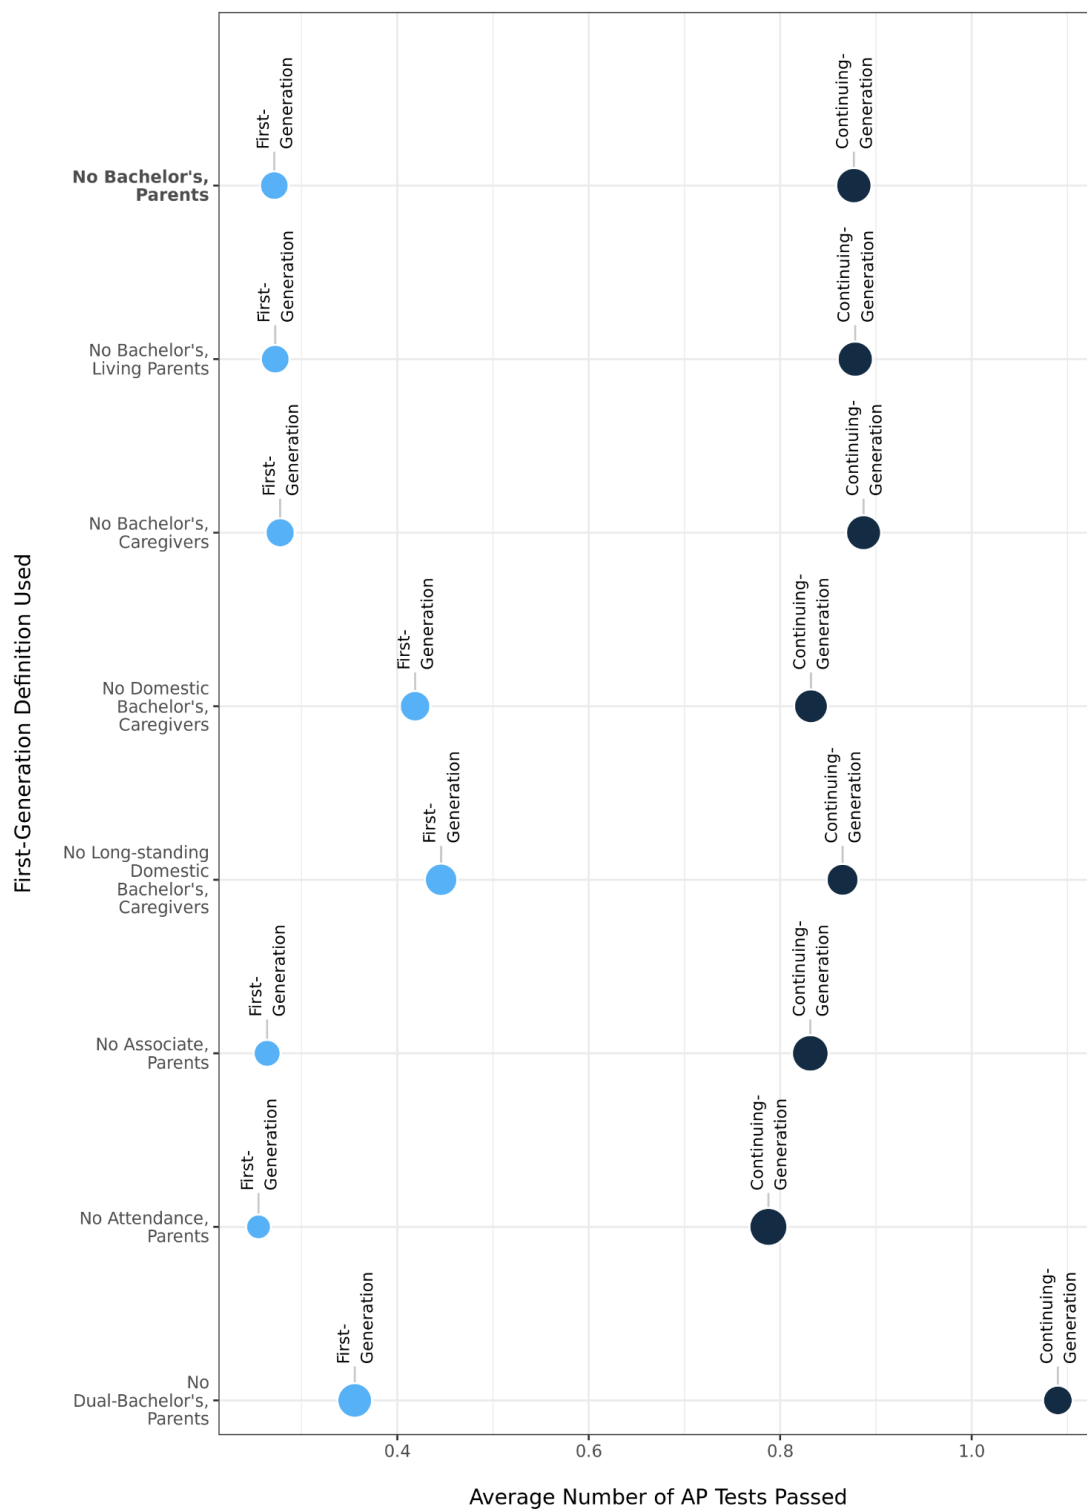 First-
Generation
Continuing-
Generation
No Bachelor's,
Parents
First-
Generation
Continuing-
Generation
No Bachelor's,
Living Parents
First-
Generation
Continuing-
Generation
No Bachelor's,
Caregivers
First-
Generation
Continuing-
Generation
No Domestic
Bachelor's,
Caregivers
First-
Generation
Continuing-
Generation
No Long-standing
Domestic
Bachelor's,
Caregivers
First-
Generation
Continuing-
Generation
No Associate,
Parents
First-
Generation
Continuing-
Generation
No Attendance,
Parents
First-
Generation
Continuing-
Generation
No
Dual-Bachelor's,
Parents
First-Generation Definition Used
0.4
0.6
0.8
1.0
Average Number of AP Tests Passed